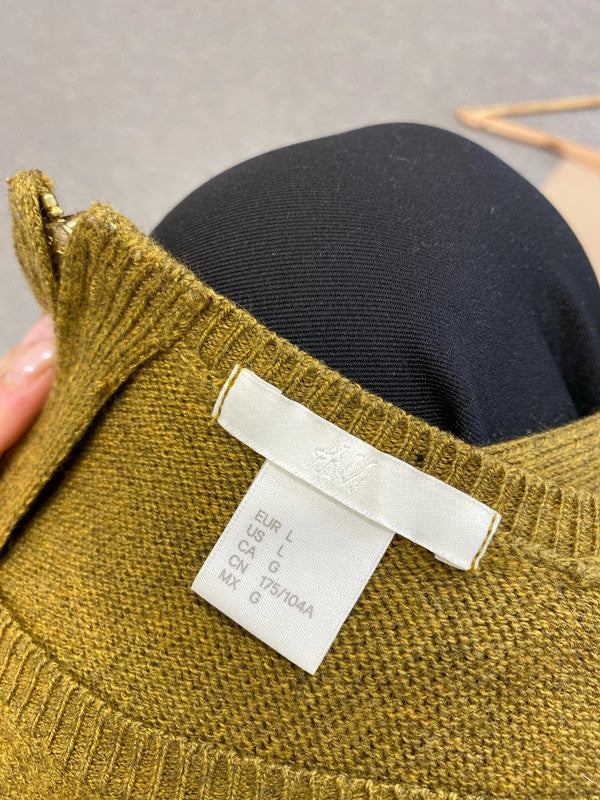 H&M
EUR L
US L
CA G
CN 175/104A
MX G